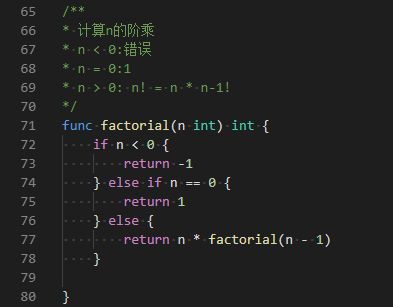 65 /**
66 * 计算n的阶乘
67 * n < 0:错误
68 * n = 0:1
69 * n > 0: n! = n * n-1!
70 */
71 func factorial(n int) int {
72     if n < 0 {
73         return -1
74     } else if n == 0 {
75         return 1
76     } else {
77         return n * factorial(n - 1)
78     }
79
80 }